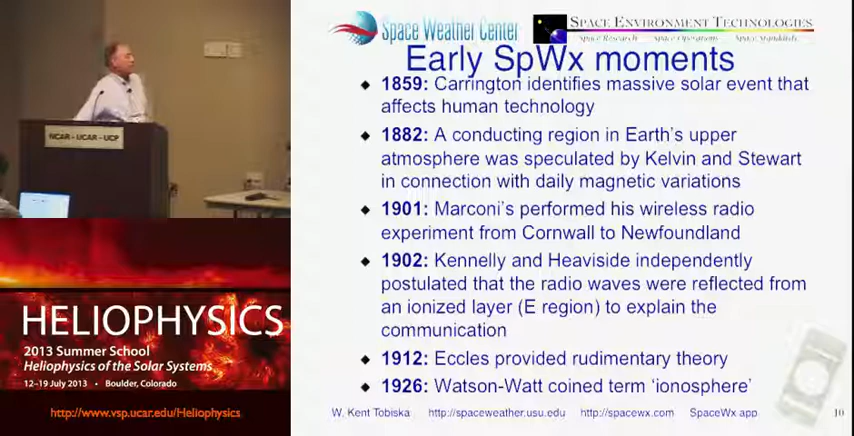 NCAR - UCAR - UCP
HELIOPHYSICS
2013 Summer School
Heliophysics of the Solar Systems
12–19 July 2013 • Boulder, Colorado
http://www.vsp.ucar.edu/Heliophysics
Space Weather Center
SPACE ENVIRONMENT TECHNOLOGIES
Space Research Space Operations Space Standards
Early SpWx moments
◆ 1859: Carrington identifies massive solar event that
affects human technology
◆ 1882: A conducting region in Earth's upper
atmosphere was speculated by Kelvin and Stewart
in connection with daily magnetic variations
◆ 1901: Marconi's performed his wireless radio
experiment from Cornwall to Newfoundland
◆ 1902: Kennelly and Heaviside independently
postulated that the radio waves were reflected from
an ionized layer (E region) to explain the
communication
◆ 1912: Eccles provided rudimentary theory
◆ 1926: Watson-Watt coined term 'ionosphere'
W. Kent Tobiska http://spaceweather.usu.edu http://spacewx.com SpaceWx app
10